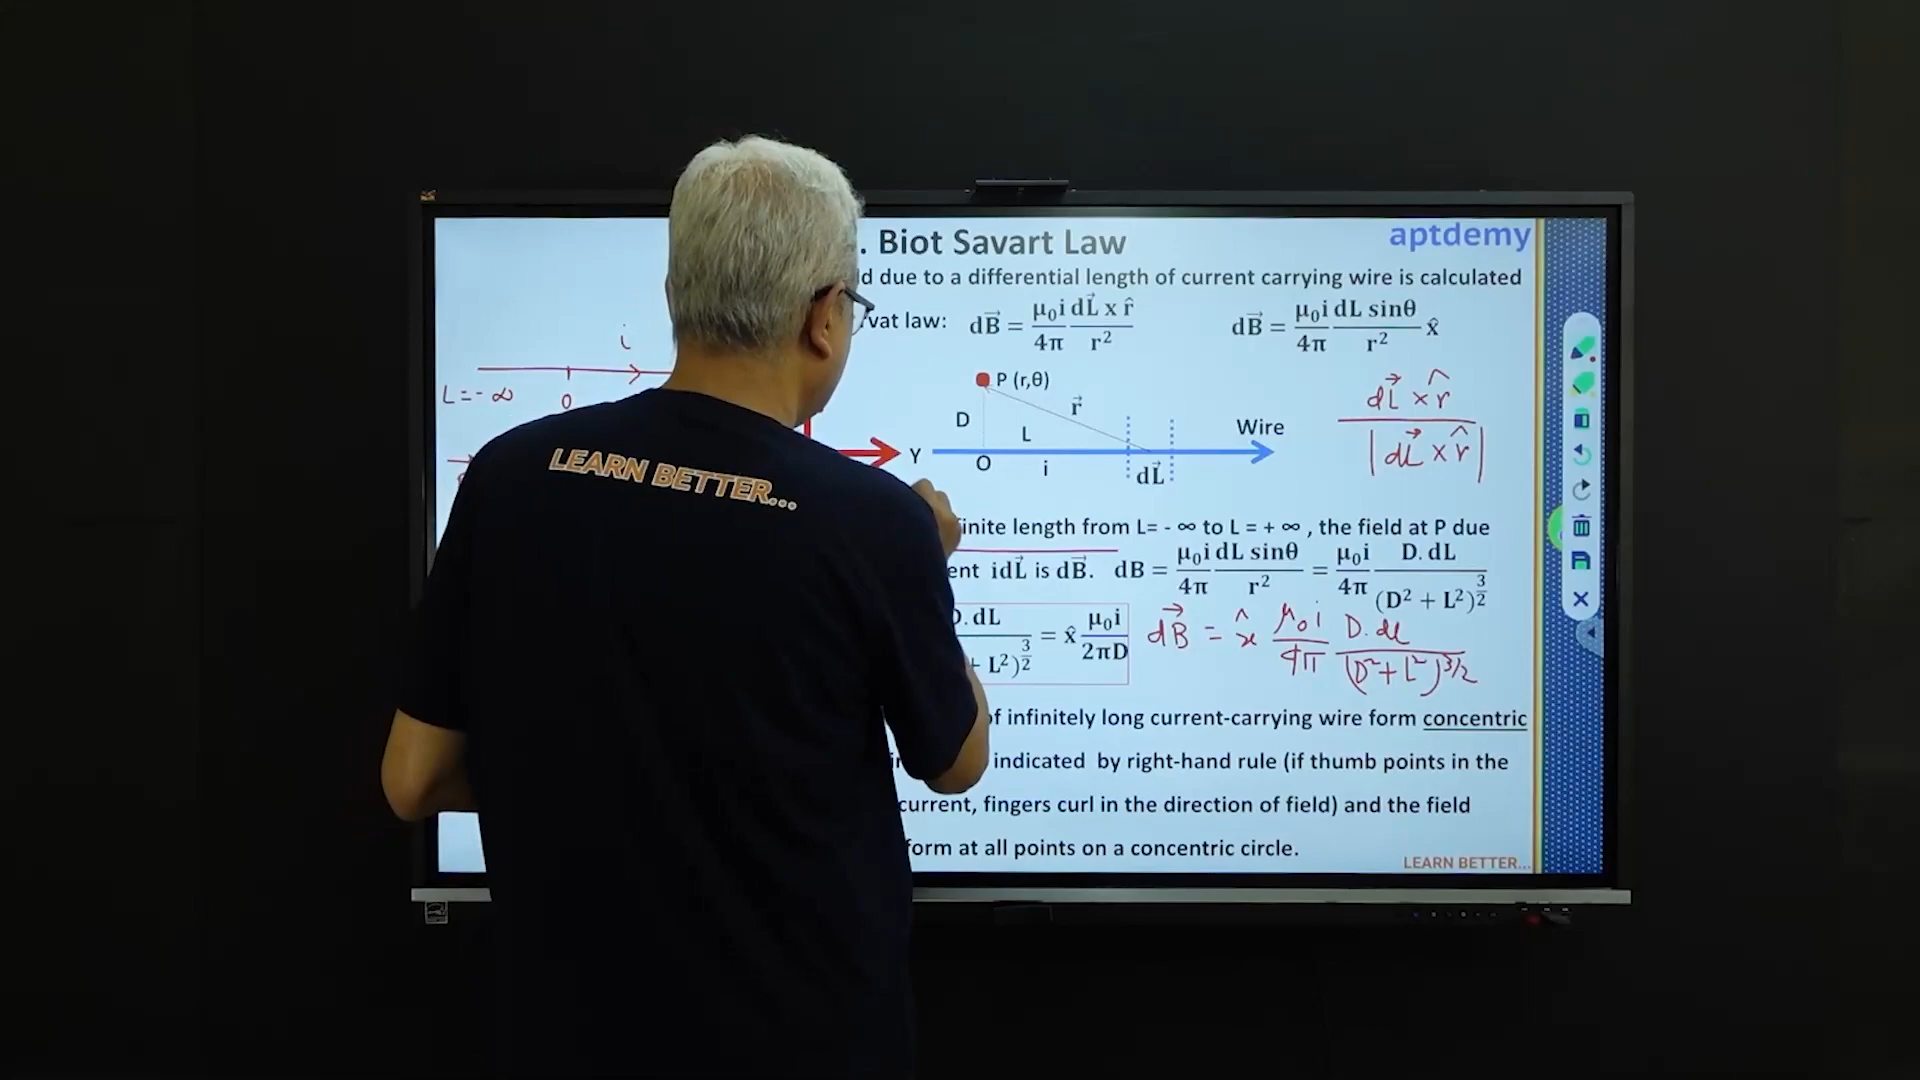 . Biot Savart Law
aptdemy
d due to a differential length of current carrying wire is calculated
vat law: dB⃗ = μ₀i/4π dL⃗ x r̂/r² dB⃗ = μ₀i/4π dL sinθ/r² x̂
i
L = - ∞
0
P (r,θ)
D
L
r⃗
Wire
Y
O
i
dL⃗
dL⃗ × r̂
|dL⃗ × r̂|
LEARN BETTER...
finite length from L= - ∞ to L = + ∞ , the field at P due
ent idL⃗ is dB⃗. dB = μ₀i/4π dL sinθ/r² = μ₀i/4π D. dL/(D² + L²)^3/2
D. dL/ + L²)^3/2 = x̂ μ₀i/2πD
dB⃗ = x̂ μ₀i/4π D.dL/(D²+L²)^3/2
of infinitely long current-carrying wire form concentric
indicated by right-hand rule (if thumb points in the
current, fingers curl in the direction of field) and the field
form at all points on a concentric circle.
LEARN BETTER...